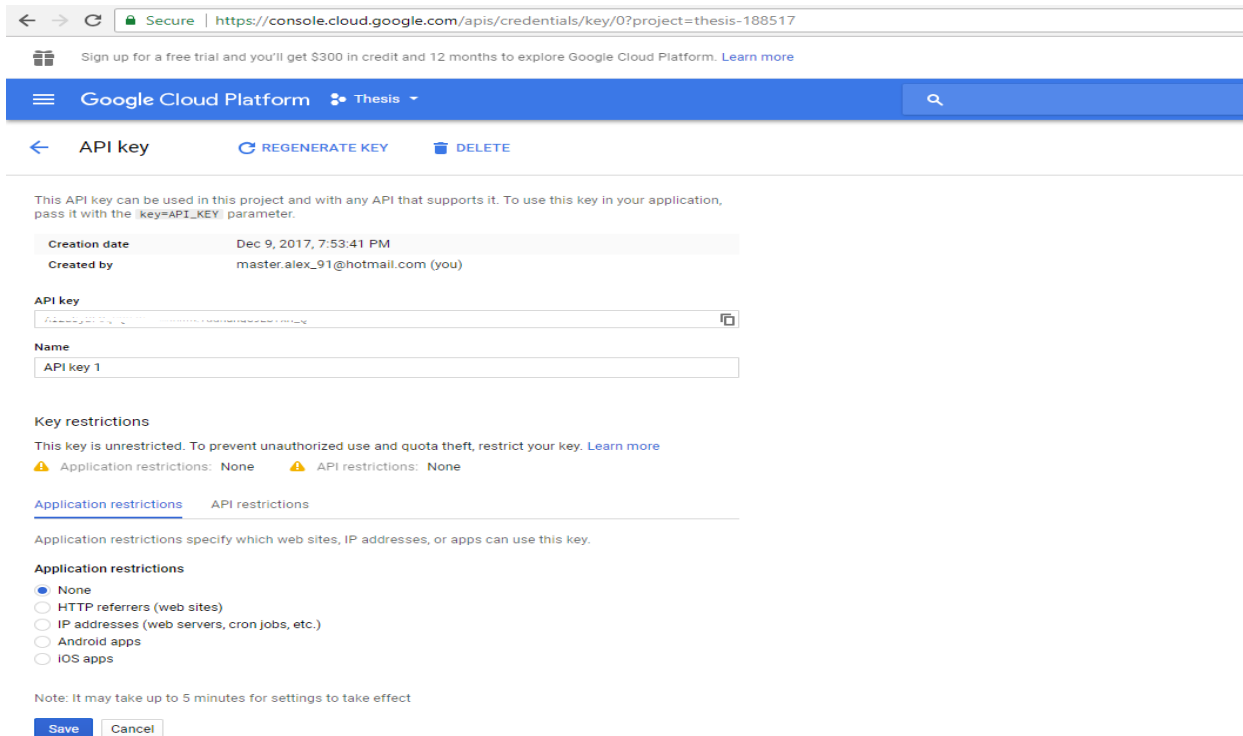 Secure | https://console.cloud.google.com/apis/credentials/key/0?project=thesis-188517
Sign up for a free trial and you'll get $300 in credit and 12 months to explore Google Cloud Platform. Learn more
Google Cloud Platform Thesis
API key REGENERATE KEY DELETE
This API key can be used in this project and with any API that supports it. To use this key in your application,
pass it with the key=API_KEY parameter.
Creation date Dec 9, 2017, 7:53:41 PM
Created by master.alex_91@hotmail.com (you)
API key
Name
API key 1
Key restrictions
This key is unrestricted. To prevent unauthorized use and quota theft, restrict your key. Learn more
Application restrictions: None API restrictions: None
Application restrictions API restrictions
Application restrictions specify which web sites, IP addresses, or apps can use this key.
Application restrictions
None
HTTP referrers (web sites)
IP addresses (web servers, cron jobs, etc.)
Android apps
iOS apps
Note: It may take up to 5 minutes for settings to take effect
Save Cancel